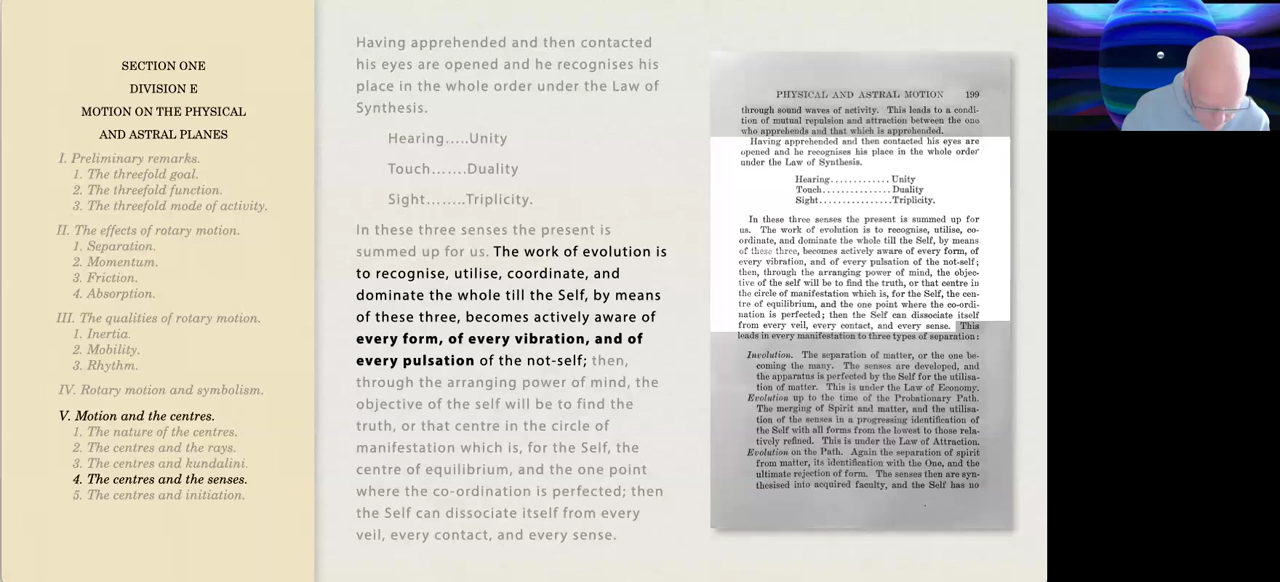 SECTION ONE
DIVISION E
MOTION ON THE PHYSICAL
AND ASTRAL PLANES
I. Preliminary remarks.
1. The threefold goal.
2. The threefold function.
3. The threefold mode of activity.
II. The effects of rotary motion.
1. Separation.
2. Momentum.
3. Friction.
4. Absorption.
III. The qualities of rotary motion.
1. Inertia.
2. Mobility.
3. Rhythm.
IV. Rotary motion and symbolism.
V. Motion and the centres.
1. The nature of the centres.
2. The centres and the rays.
3. The centres and kundalini.
4. The centres and the senses.
5. The centres and initiation.
Having apprehended and then contacted
his eyes are opened and he recognises his
place in the whole order under the Law of
Synthesis.
Hearing.....Unity
Touch.......Duality
Sight........Triplicity.
In these three senses the present is
summed up for us. The work of evolution is
to recognise, utilise, coordinate, and
dominate the whole till the Self, by means
of these three, becomes actively aware of
every form, of every vibration, and of
every pulsation of the not-self; then,
through the arranging power of mind, the
objective of the self will be to find the
truth, or that centre in the circle of
manifestation which is, for the Self, the
centre of equilibrium, and the one point
where the co-ordination is perfected; then
the Self can dissociate itself from every
veil, every contact, and every sense.
PHYSICAL AND ASTRAL MOTION 199
through sound waves of activity. This leads to a condi-
tion of mutual repulsion and attraction between the one
who apprehends and that which is apprehended.
Having apprehended and then contacted his eyes are
opened and he recognises his place in the whole order
under the Law of Synthesis.
Hearing............ Unity
Touch.............. Duality
Sight................Triplicity.
In these three senses the present is summed up for
us. The work of evolution is to recognise, utilise, co-
ordinate, and dominate the whole till the Self, by means
of these three, becomes actively aware of every form, of
every vibration, and of every pulsation of the not-self;
then, through the arranging power of mind, the objec-
tive of the self will be to find the truth, or that centre in
the circle of manifestation which is, for the Self, the cen-
tre of equilibrium, and the one point where the co-ordi-
nation is perfected; then the Self can dissociate itself
from every veil, every contact, and every sense. This
leads in every manifestation to three types of separation:
Involution. The separation of matter, or the one be-
coming the many. The senses are developed, and
the apparatus is perfected by the Self for the utilisa-
tion of matter. This is under the Law of Economy.
Evolution up to the time of the Probationary Path.
The merging of Spirit and matter, and the utilisa-
tion of the senses in a progressing identification of
the Self with all forms from the lowest to those rela-
tively refined. This is under the Law of Attraction.
Evolution on the Path. Again the separation of spirit
from matter, its identification with the One, and the
ultimate rejection of form. The senses then are syn-
thesised into acquired faculty, and the Self has no